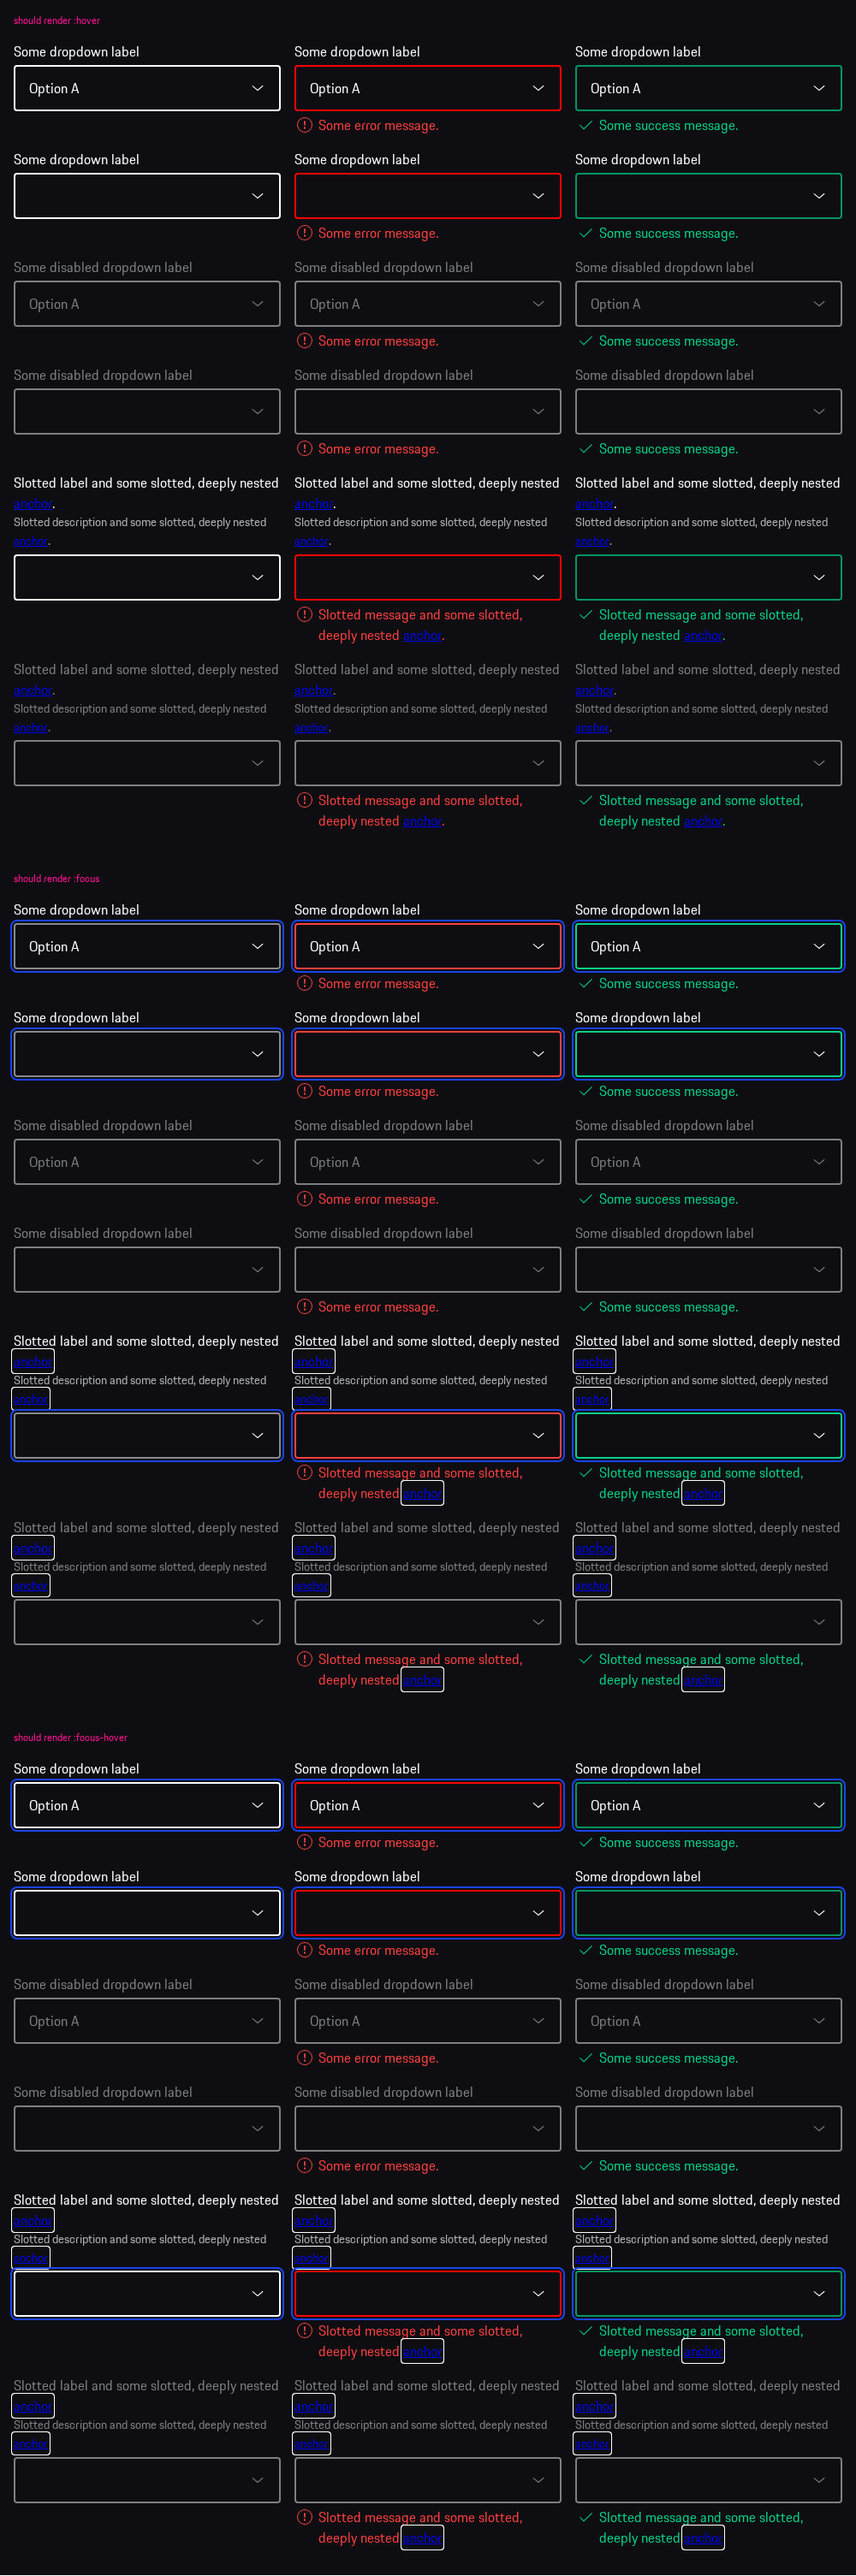 should render :hover
Some dropdown label Some dropdown label Some dropdown label
Option A Option A Option A
Some error message. Some success message.
Some dropdown label Some dropdown label Some dropdown label
Some error message. Some success message.
Some disabled dropdown label Some disabled dropdown label Some disabled dropdown label
Option A Option A Option A
Some error message. Some success message.
Some disabled dropdown label Some disabled dropdown label Some disabled dropdown label
Some error message. Some success message.
Slotted label and some slotted, deeply nested Slotted label and some slotted, deeply nested Slotted label and some slotted, deeply nested
anchor. anchor. anchor.
Slotted description and some slotted, deeply nested Slotted description and some slotted, deeply nested Slotted description and some slotted, deeply nested
anchor. anchor. anchor.
Slotted message and some slotted, Slotted message and some slotted,
deeply nested anchor. deeply nested anchor.
Slotted label and some slotted, deeply nested Slotted label and some slotted, deeply nested Slotted label and some slotted, deeply nested
anchor. anchor. anchor.
Slotted description and some slotted, deeply nested Slotted description and some slotted, deeply nested Slotted description and some slotted, deeply nested
anchor. anchor. anchor.
Slotted message and some slotted, Slotted message and some slotted,
deeply nested anchor. deeply nested anchor.
should render :focus
Some dropdown label Some dropdown label Some dropdown label
Option A Option A Option A
Some error message. Some success message.
Some dropdown label Some dropdown label Some dropdown label
Some error message. Some success message.
Some disabled dropdown label Some disabled dropdown label Some disabled dropdown label
Option A Option A Option A
Some error message. Some success message.
Some disabled dropdown label Some disabled dropdown label Some disabled dropdown label
Some error message. Some success message.
Slotted label and some slotted, deeply nested Slotted label and some slotted, deeply nested Slotted label and some slotted, deeply nested
anchor anchor anchor
Slotted description and some slotted, deeply nested Slotted description and some slotted, deeply nested Slotted description and some slotted, deeply nested
anchor anchor anchor
Slotted message and some slotted, Slotted message and some slotted,
deeply nested anchor deeply nested anchor
Slotted label and some slotted, deeply nested Slotted label and some slotted, deeply nested Slotted label and some slotted, deeply nested
anchor anchor anchor
Slotted description and some slotted, deeply nested Slotted description and some slotted, deeply nested Slotted description and some slotted, deeply nested
anchor anchor anchor
Slotted message and some slotted, Slotted message and some slotted,
deeply nested anchor deeply nested anchor
should render :focus-hover
Some dropdown label Some dropdown label Some dropdown label
Option A Option A Option A
Some error message. Some success message.
Some dropdown label Some dropdown label Some dropdown label
Some error message. Some success message.
Some disabled dropdown label Some disabled dropdown label Some disabled dropdown label
Option A Option A Option A
Some error message. Some success message.
Some disabled dropdown label Some disabled dropdown label Some disabled dropdown label
Some error message. Some success message.
Slotted label and some slotted, deeply nested Slotted label and some slotted, deeply nested Slotted label and some slotted, deeply nested
anchor anchor anchor
Slotted description and some slotted, deeply nested Slotted description and some slotted, deeply nested Slotted description and some slotted, deeply nested
anchor anchor anchor
Slotted message and some slotted, Slotted message and some slotted,
deeply nested anchor deeply nested anchor
Slotted label and some slotted, deeply nested Slotted label and some slotted, deeply nested Slotted label and some slotted, deeply nested
anchor anchor anchor
Slotted description and some slotted, deeply nested Slotted description and some slotted, deeply nested Slotted description and some slotted, deeply nested
anchor anchor anchor
Slotted message and some slotted, Slotted message and some slotted,
deeply nested anchor deeply nested anchor